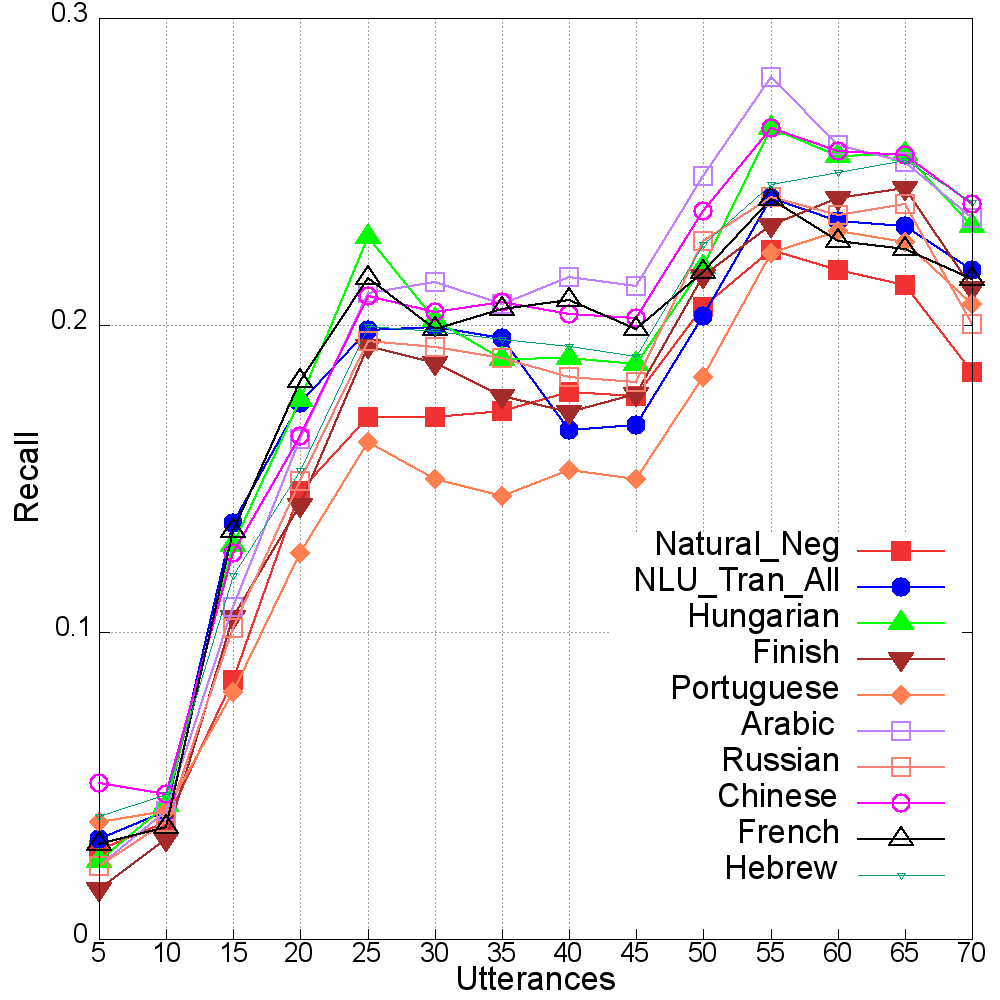 0.3
0.2
0.1
0
Recall
Natural_Neg
NLU_Tran_All
Hungarian
Finish
Portuguese
Arabic
Russian
Chinese
French
Hebrew
5 10 15 20 25 30 35 40 45 50 55 60 65 70
Utterances